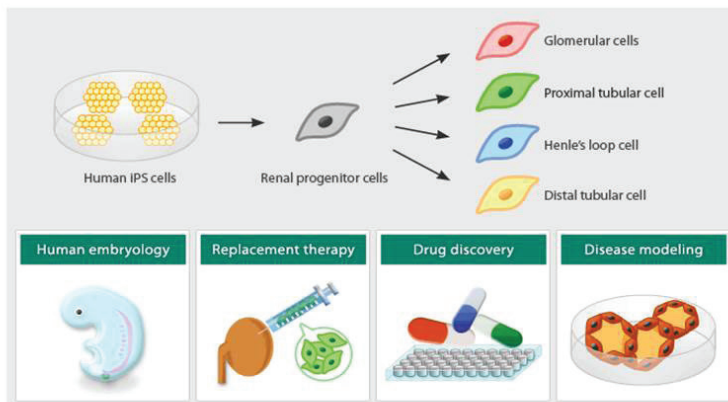 Glomerular cells
Proximal tubular cell
Henle's loop cell
Distal tubular cell
Human iPS cells
Renal progenitor cells
Human embryology
Replacement therapy
Drug discovery
Disease modeling